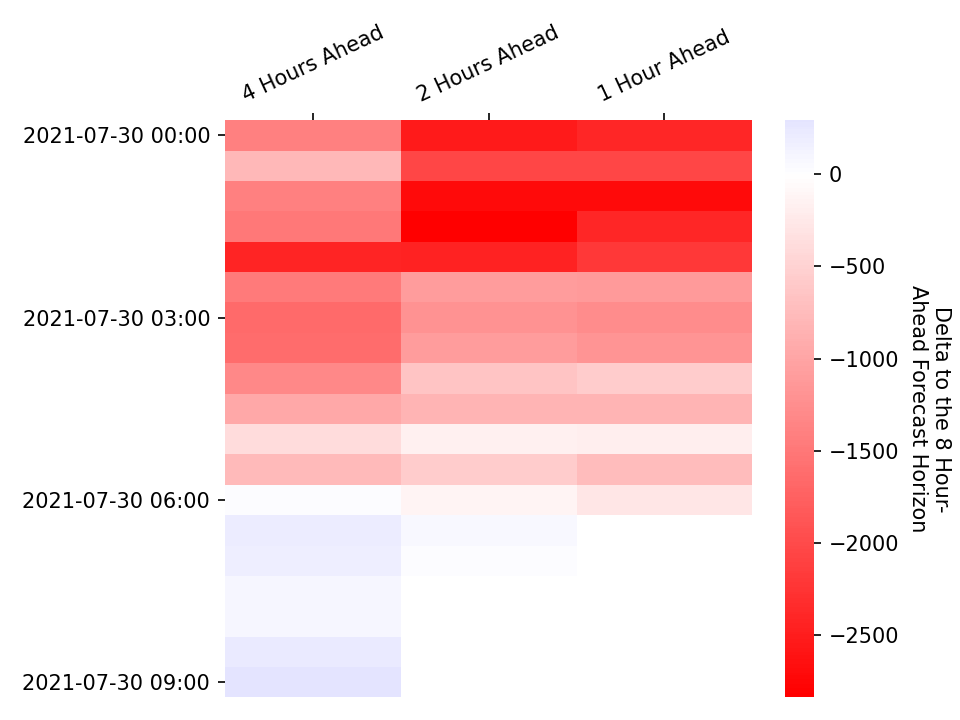 4 Hours Ahead
2 Hours Ahead
1 Hour Ahead
2021-07-30 00:00
2021-07-30 03:00
2021-07-30 06:00
2021-07-30 09:00
0
−500
−1000
−1500
−2000
−2500
Delta to the 8 Hour-
Ahead Forecast Horizon